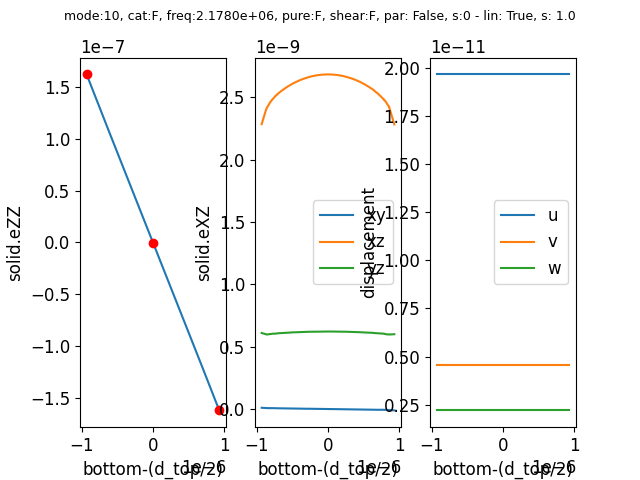 mode:10, cat:F, freq:2.1780e+06, pure:F, shear:F, par: False, s:0 - lin: True, s: 1.0
1e−7
1.5
1.0
0.5
0.0
−0.5
−1.0
−1.5
solid.eZZ
−1 0 1
1e−6
bottom-(d_top/2)
1e−9
2.5
2.0
1.5
1.0
0.5
0.0
solid.eXZ
xy
xz
yz
−1 0 1
1e−6
bottom-(d_top/2)
1e−11
2.00
1.75
1.50
1.25
1.00
0.75
0.50
0.25
displacement
u
v
w
−1 0 1
1e−6
bottom-(d_top/2)